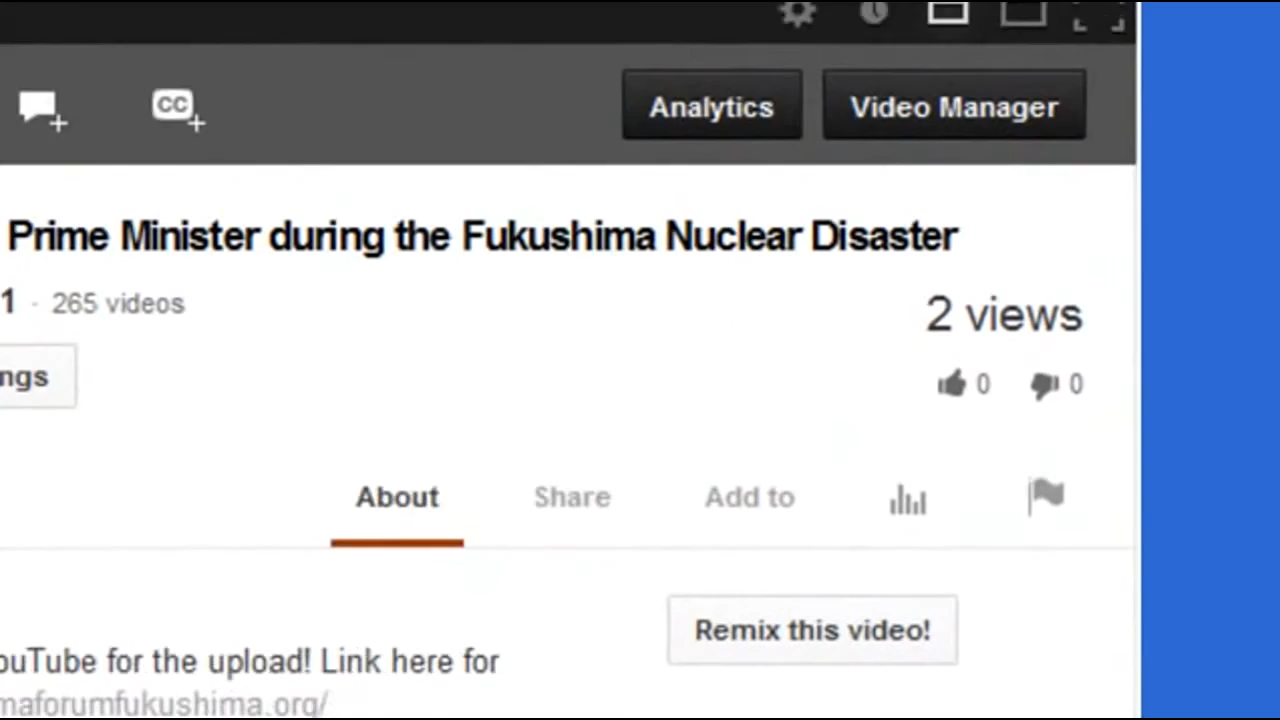 CC
Analytics
Video Manager
Prime Minister during the Fukushima Nuclear Disaster
1 · 265 videos
2 views
0
0
ngs
About
Share
Add to
Remix this video!
ouTube for the upload! Link here for
maforumfukushima.org/